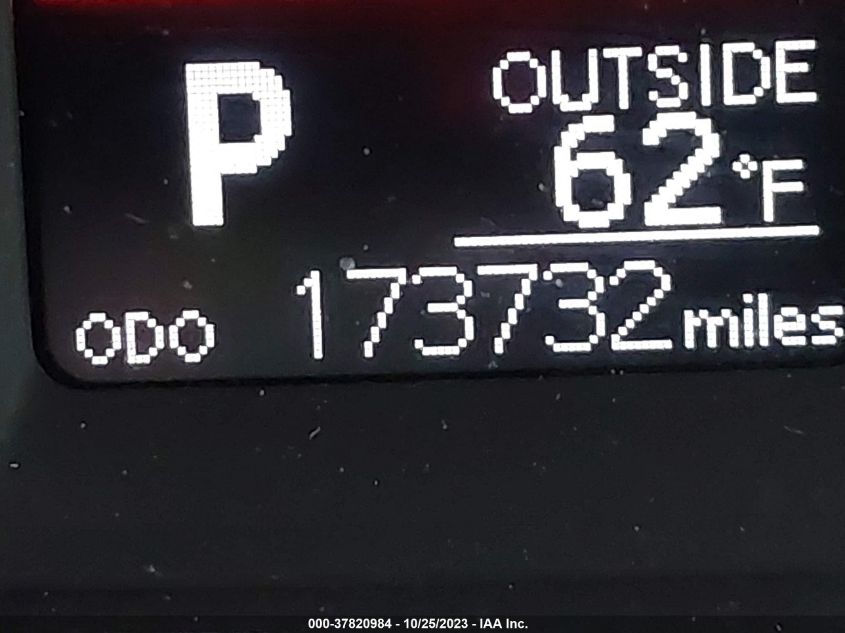 P
OUTSIDE
62°F
ODO 173732 miles
000-37820984 - 10/25/2023 - IAA Inc.